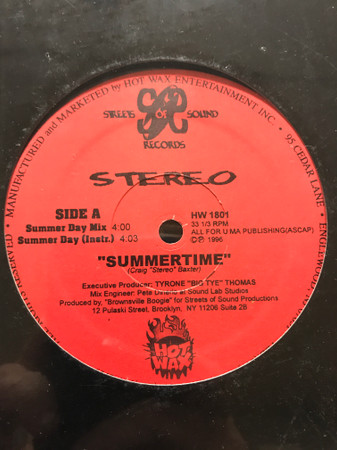 MANUFACTURED and MARKETED by HOT WAX ENTERTAINMENT INC. • 95 CEDAR LANE • ENGLEWOOD
STREETS OF SOUND
RECORDS
STEREO
SIDE A
Summer Day Mix 4:00
Summer Day (Instr.) 4:03
HW 1801
33 1/3 RPM
ALL FOR U MA PUBLISHING/(ASCAP)
©℗ 1996
"SUMMERTIME"
(Craig "Stereo" Baxter)
Executive Producer: TYRONE "BIG TYE" THOMAS
Mix Engineer: Pete at Sound Lab Studios
Produced by, "Brownsville Boogie" for Streets of Sound Productions
12 Pulaski Street, Brooklyn, NY 11206 Suite 2B
HOT
WAX